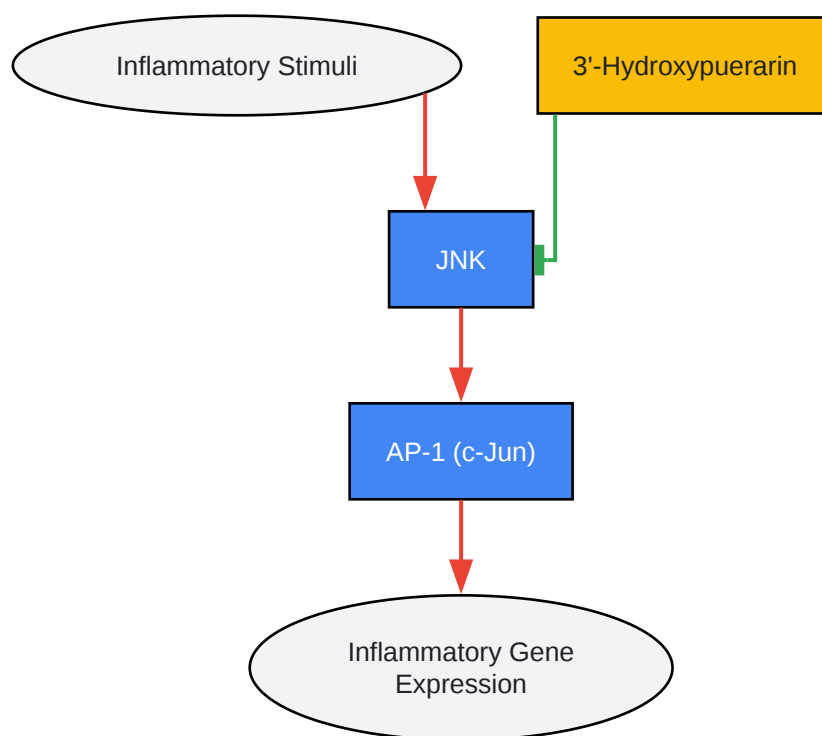 Inflammatory Stimuli
3'-Hydroxypuerarin
JNK
AP-1 (c-Jun)
Inflammatory Gene
Expression